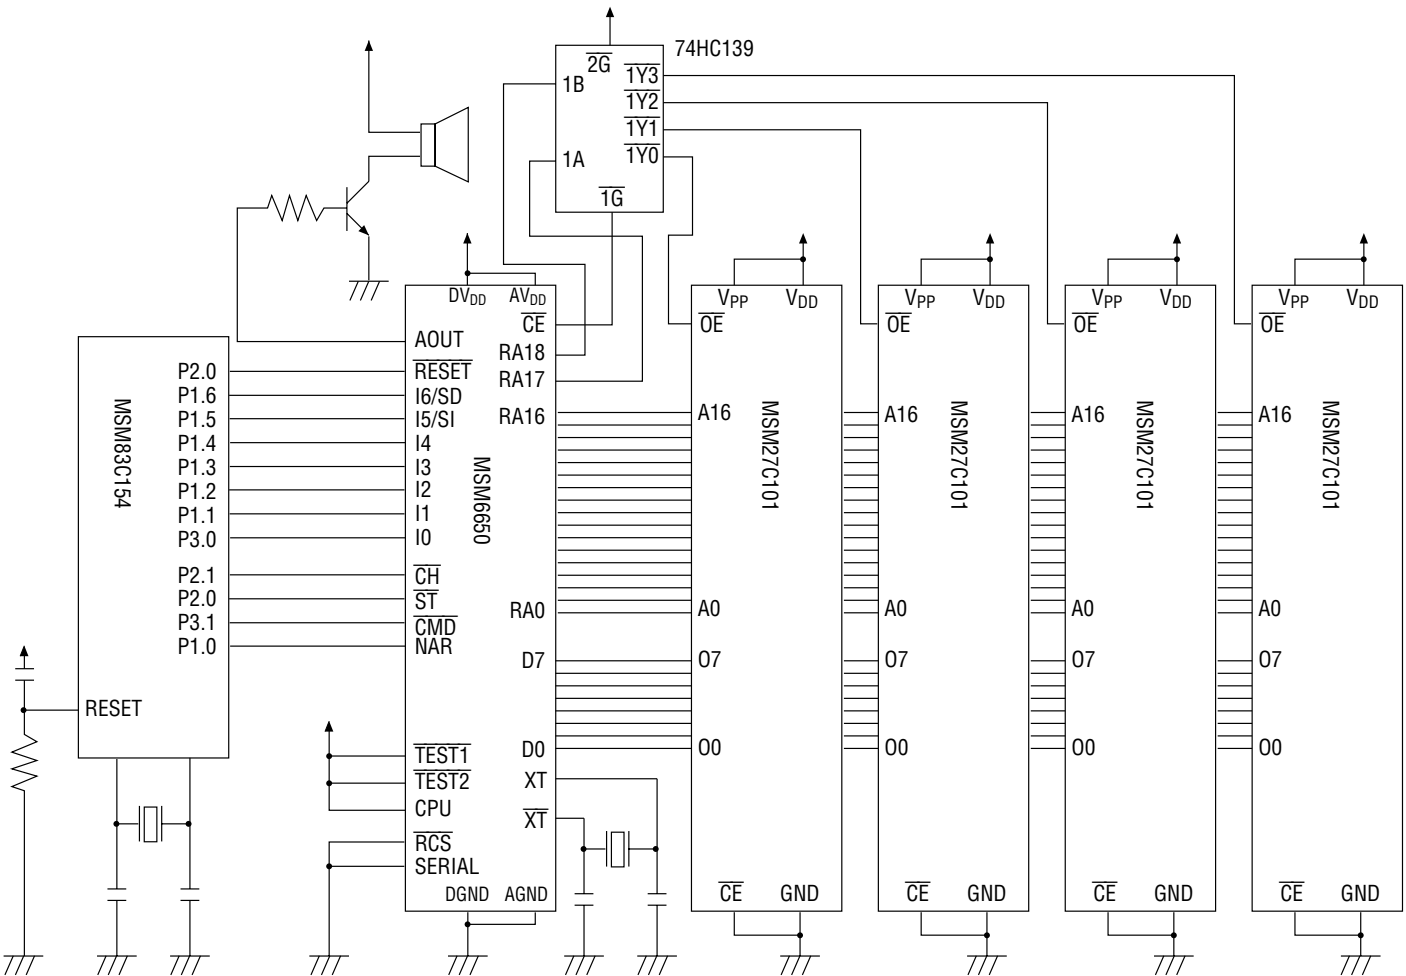 74HC139
2G
1B
1Y3
1Y2
1Y1
1A
1Y0
1G
MSM83C154
P2.0
P1.6
P1.5
P1.4
P1.3
P1.2
P1.1
P3.0
P2.1
P2.0
P3.1
P1.0
RESET
DVDD
AVDD
CE
AOUT
RA18
RESET
RA17
I6/SD
I5/SI
RA16
I4
I3
I2
I1
I0
MSM6650
CH
ST
RA0
CMD
NAR
D7
D0
TEST1
TEST2
XT
CPU
XT
RCS
SERIAL
DGND
AGND
VPP
VDD
OE
A16
MSM27C101
A0
O7
O0
CE
GND
VPP
VDD
OE
A16
MSM27C101
A0
O7
O0
CE
GND
VPP
VDD
OE
A16
MSM27C101
A0
O7
O0
CE
GND
VPP
VDD
OE
A16
MSM27C101
A0
O7
O0
CE
GND